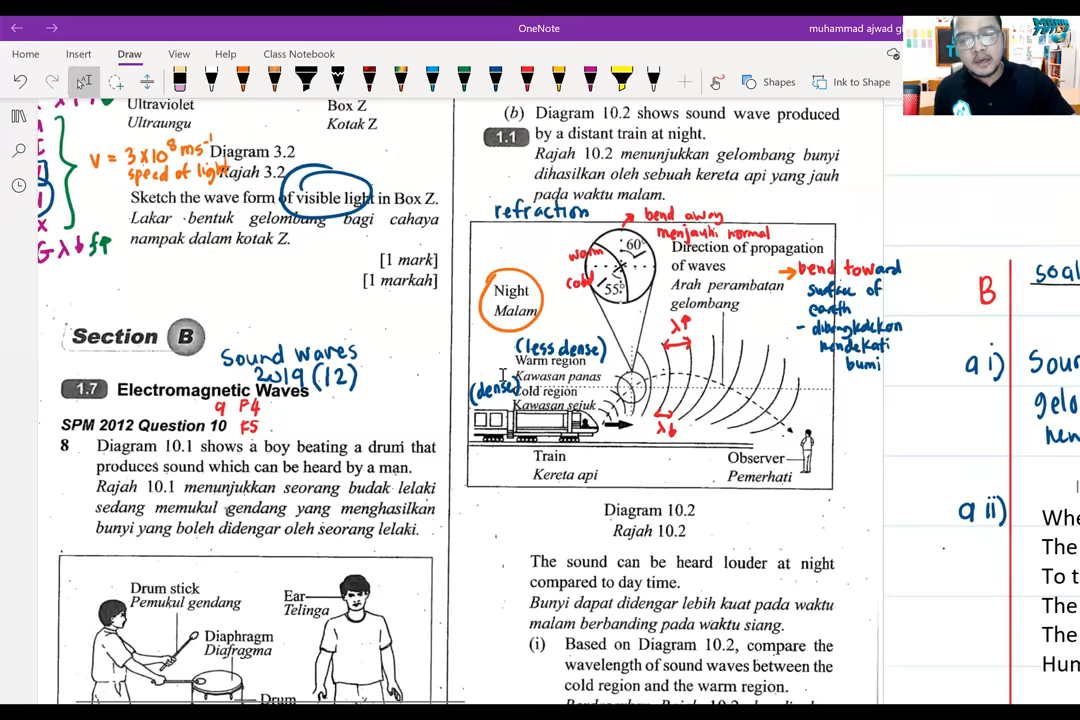 OneNote
muhammad ajwad
Home
Insert
Draw
View
Help
Class Notebook
Shapes
Ink to Shape
Ultraviolet
Ultraungu
Box Z
Kotak Z
V = 3 x 10⁸ ms⁻¹
speed of light
Diagram 3.2
Rajah 3.2
Sketch the wave form of visible light in Box Z.
Lakar bentuk gelombang bagi cahaya
nampak dalam kotak Z.
[1 mark]
[1 markah]
G λ↓ f↑
Section B
Sound waves
2019 (12)
1.7 Electromagnetic Waves
9 P4
F5
SPM 2012 Question 10
8 Diagram 10.1 shows a boy beating a drum that
produces sound which can be heard by a man.
Rajah 10.1 menunjukkan seorang budak lelaki
sedang memukul gendang yang menghasilkan
bunyi yang boleh didengar oleh seorang lelaki.
Drum stick
Pemukul gendang
Ear
Telinga
Diaphragm
Diafragma
Drum
(b) Diagram 10.2 shows sound wave produced
1.1 by a distant train at night.
Rajah 10.2 menunjukkan gelombang bunyi
dihasilkan oleh sebuah kereta api yang jauh
pada waktu malam.
refraction
bend away
menjauhi normal
60°
warm
cold
55°
Direction of propagation
of waves
Arah perambatan
gelombang
bend toward
surface of
earth
- dibengkokkan
mendekati
bumi
Night
Malam
λ↑
(less dense)
Warm region
Kawasan panas
(dense)
Cold region
Kawasan sejuk
λ↓
Train
Kereta api
Observer
Pemerhati
Diagram 10.2
Rajah 10.2
The sound can be heard louder at night
compared to day time.
Bunyi dapat didengar lebih kuat pada waktu
malam berbanding pada waktu siang.
(i) Based on Diagram 10.2, compare the
wavelength of sound waves between the
cold region and the warm region.
B
soal
a i)
Soun
gelo
a ii)
Whe
The
To t
The
The
Hum